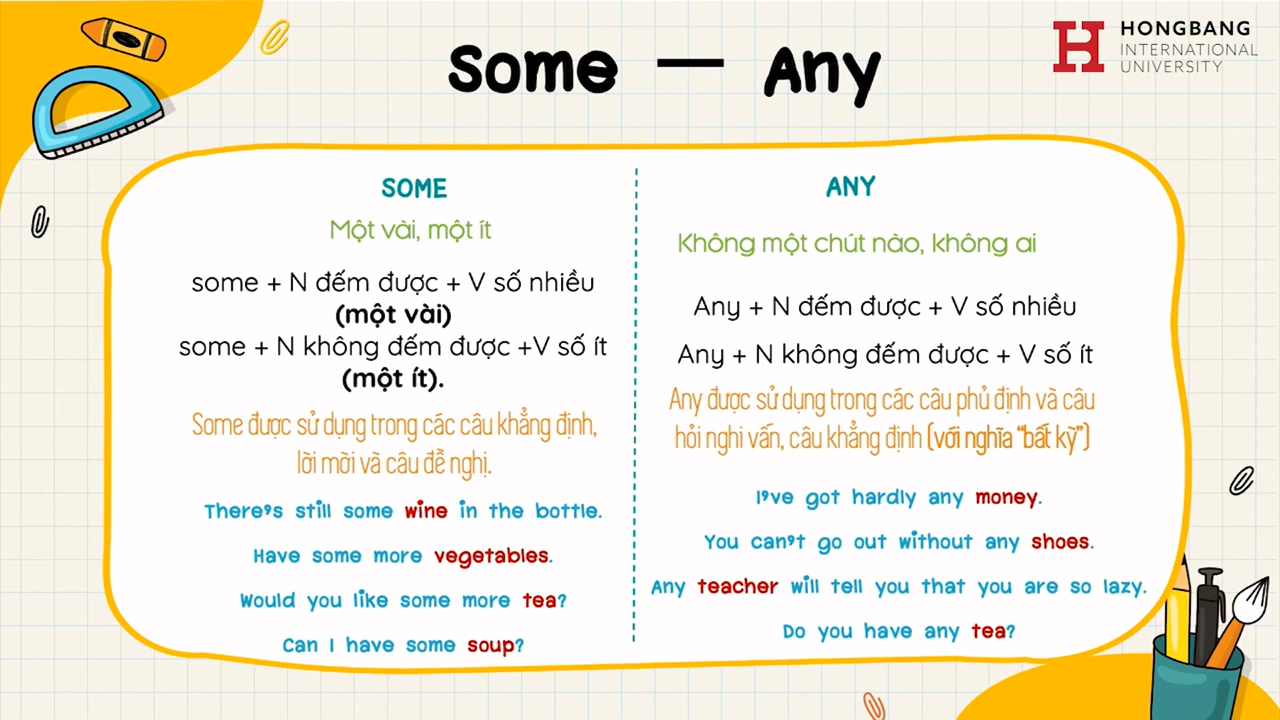 Some — Any
HONGBANG
INTERNATIONAL
UNIVERSITY
SOME
Một vài, một ít
some + N đếm được + V số nhiều
(một vài)
some + N không đếm được +V số ít
(một ít).
Some được sử dụng trong các câu khẳng định,
lời mời và câu đề nghị.
There's still some wine in the bottle.
Have some more vegetables.
Would you like some more tea?
Can I have some soup?
ANY
Không một chút nào, không ai
Any + N đếm được + V số nhiều
Any + N không đếm được + V số ít
Any được sử dụng trong các câu phủ định và câu
hỏi nghi vấn, câu khẳng định (với nghĩa “bất kỳ”)
I've got hardly any money.
You can't go out without any shoes.
Any teacher will tell you that you are so lazy.
Do you have any tea?